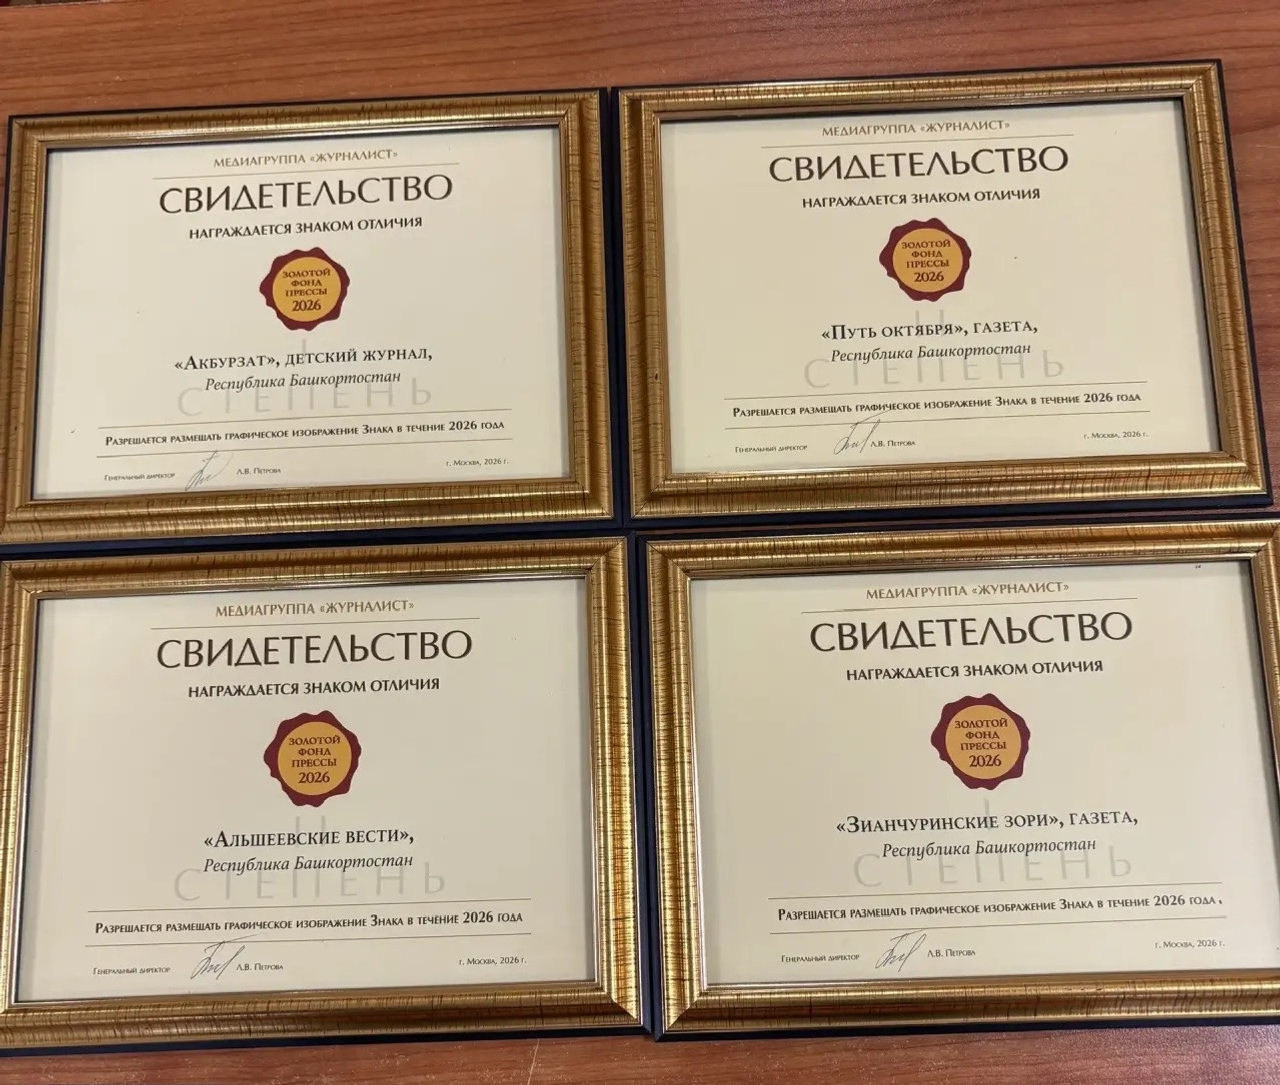 МЕДИАГРУППА «ЖУРНАЛИСТ»
СВИДЕТЕЛЬСТВО
НАГРАЖДАЕТСЯ ЗНАКОМ ОТЛИЧИЯ
ЗОЛОТОЙ
ФОНД
ПРЕССЫ
2026
I
«Акбурзат», детский журнал,
Республика Башкортостан
СТЕПЕНЬ
Разрешается размещать графическое изображение Знака в течение 2026 года
Генеральный директор Л.В. Петрова г. Москва, 2026 г.
МЕДИАГРУППА «ЖУРНАЛИСТ»
СВИДЕТЕЛЬСТВО
НАГРАЖДАЕТСЯ ЗНАКОМ ОТЛИЧИЯ
ЗОЛОТОЙ
ФОНД
ПРЕССЫ
2026
II
«Путь октября», газета,
Республика Башкортостан
СТЕПЕНЬ
Разрешается размещать графическое изображение Знака в течение 2026 года
Генеральный директор Л.В. Петрова г. Москва, 2026 г.
МЕДИАГРУППА «ЖУРНАЛИСТ»
СВИДЕТЕЛЬСТВО
НАГРАЖДАЕТСЯ ЗНАКОМ ОТЛИЧИЯ
ЗОЛОТОЙ
ФОНД
ПРЕССЫ
2026
II
«Альшеевские вести»,
Республика Башкортостан
СТЕПЕНЬ
Разрешается размещать графическое изображение Знака в течение 2026 года
Генеральный директор Л.В. Петрова г. Москва, 2026 г.
МЕДИАГРУППА «ЖУРНАЛИСТ»
СВИДЕТЕЛЬСТВО
НАГРАЖДАЕТСЯ ЗНАКОМ ОТЛИЧИЯ
ЗОЛОТОЙ
ФОНД
ПРЕССЫ
2026
I
«Зианчуринские зори», газета,
Республика Башкортостан
СТЕПЕНЬ
Разрешается размещать графическое изображение Знака в течение 2026 года
Генеральный директор Л.В. Петрова г. Москва, 2026 г.